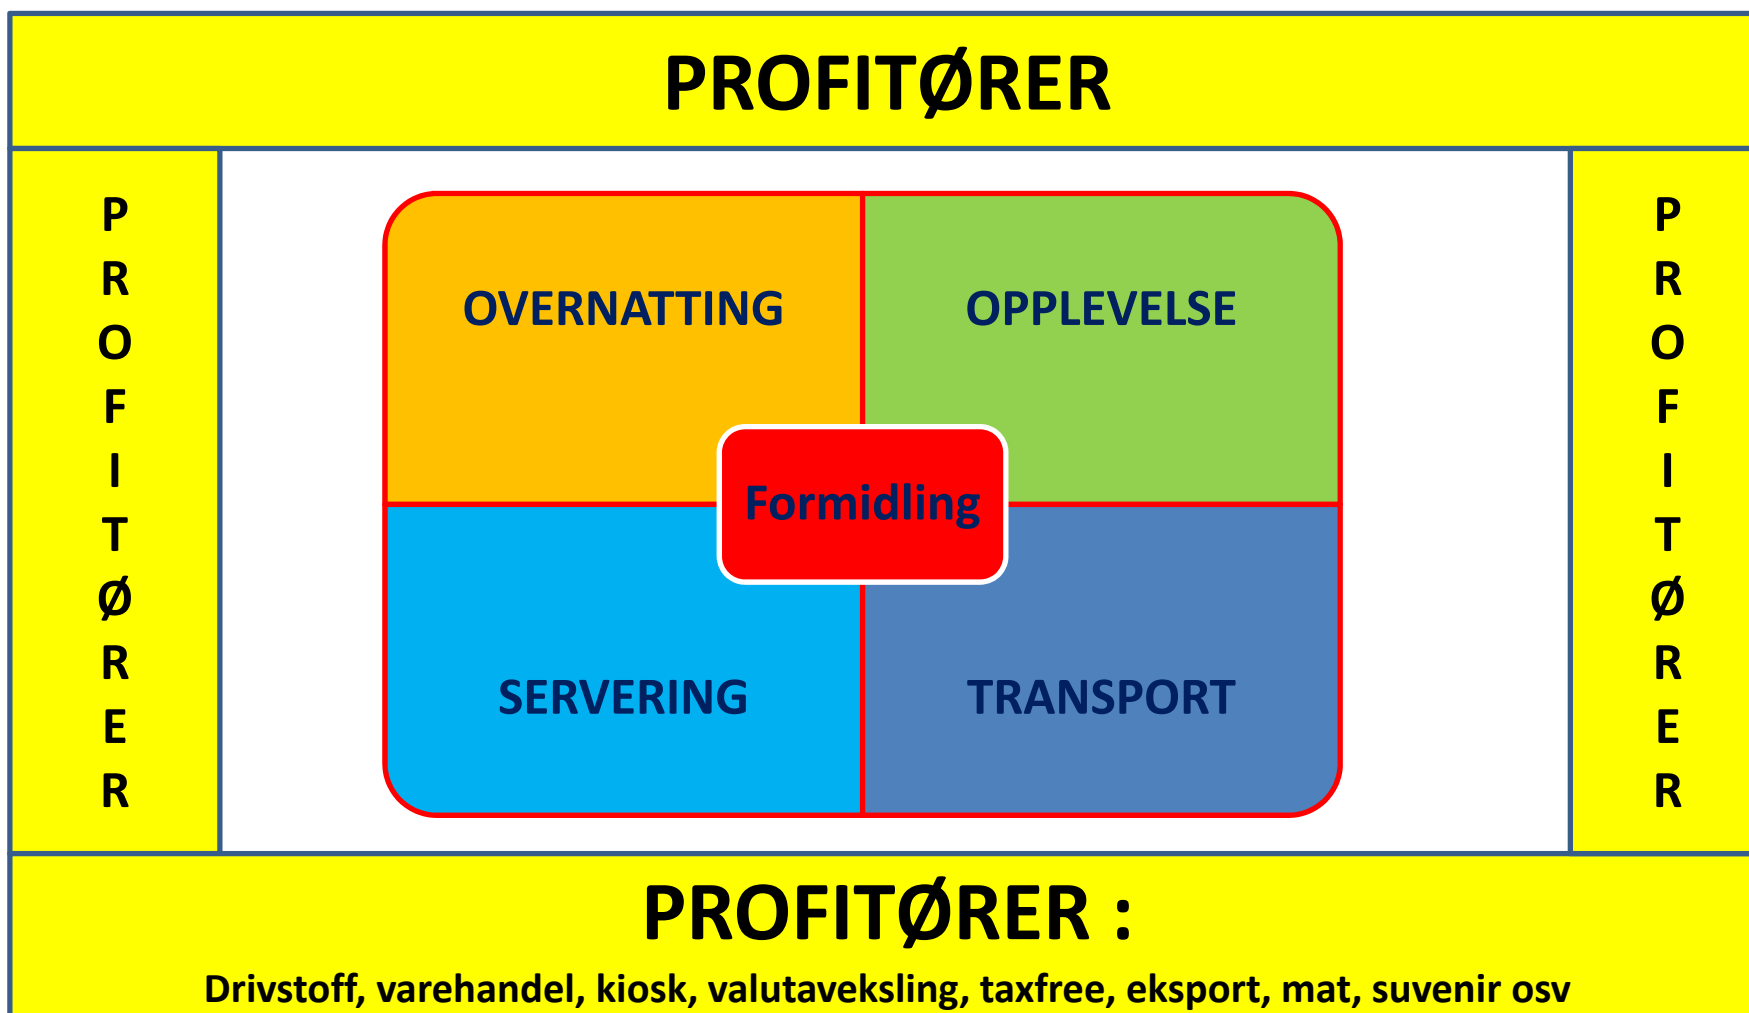 PROFITØRER
P
R
O
F
I
T
Ø
R
E
R
OVERNATTING
OPPLEVELSE
Formidling
SERVERING
TRANSPORT
P
R
O
F
I
T
Ø
R
E
R
PROFITØRER :
Drivstoff, varehandel, kiosk, valutaveksling, taxfree, eksport, mat, suvenir osv